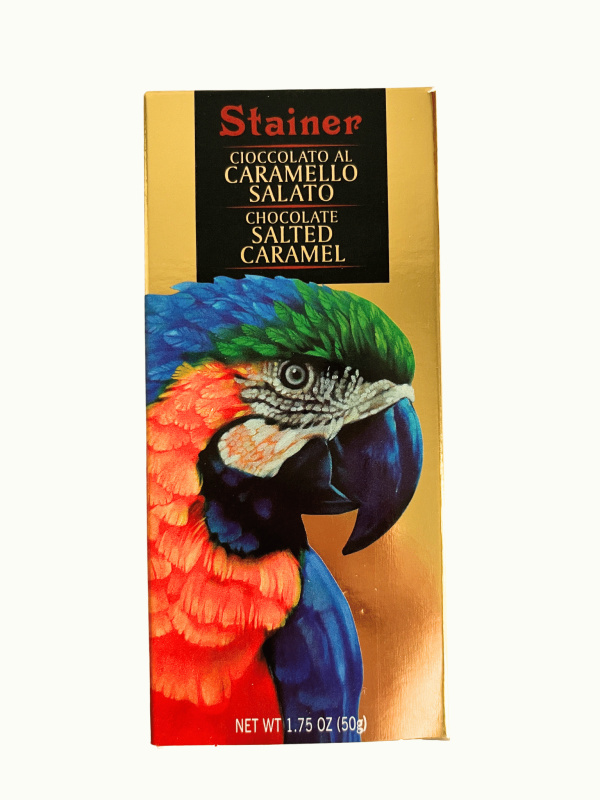 Stainer
CIOCCOLATO AL
CARAMELLO
SALATO
CHOCOLATE
SALTED
CARAMEL
NET WT 1.75 OZ (50g)